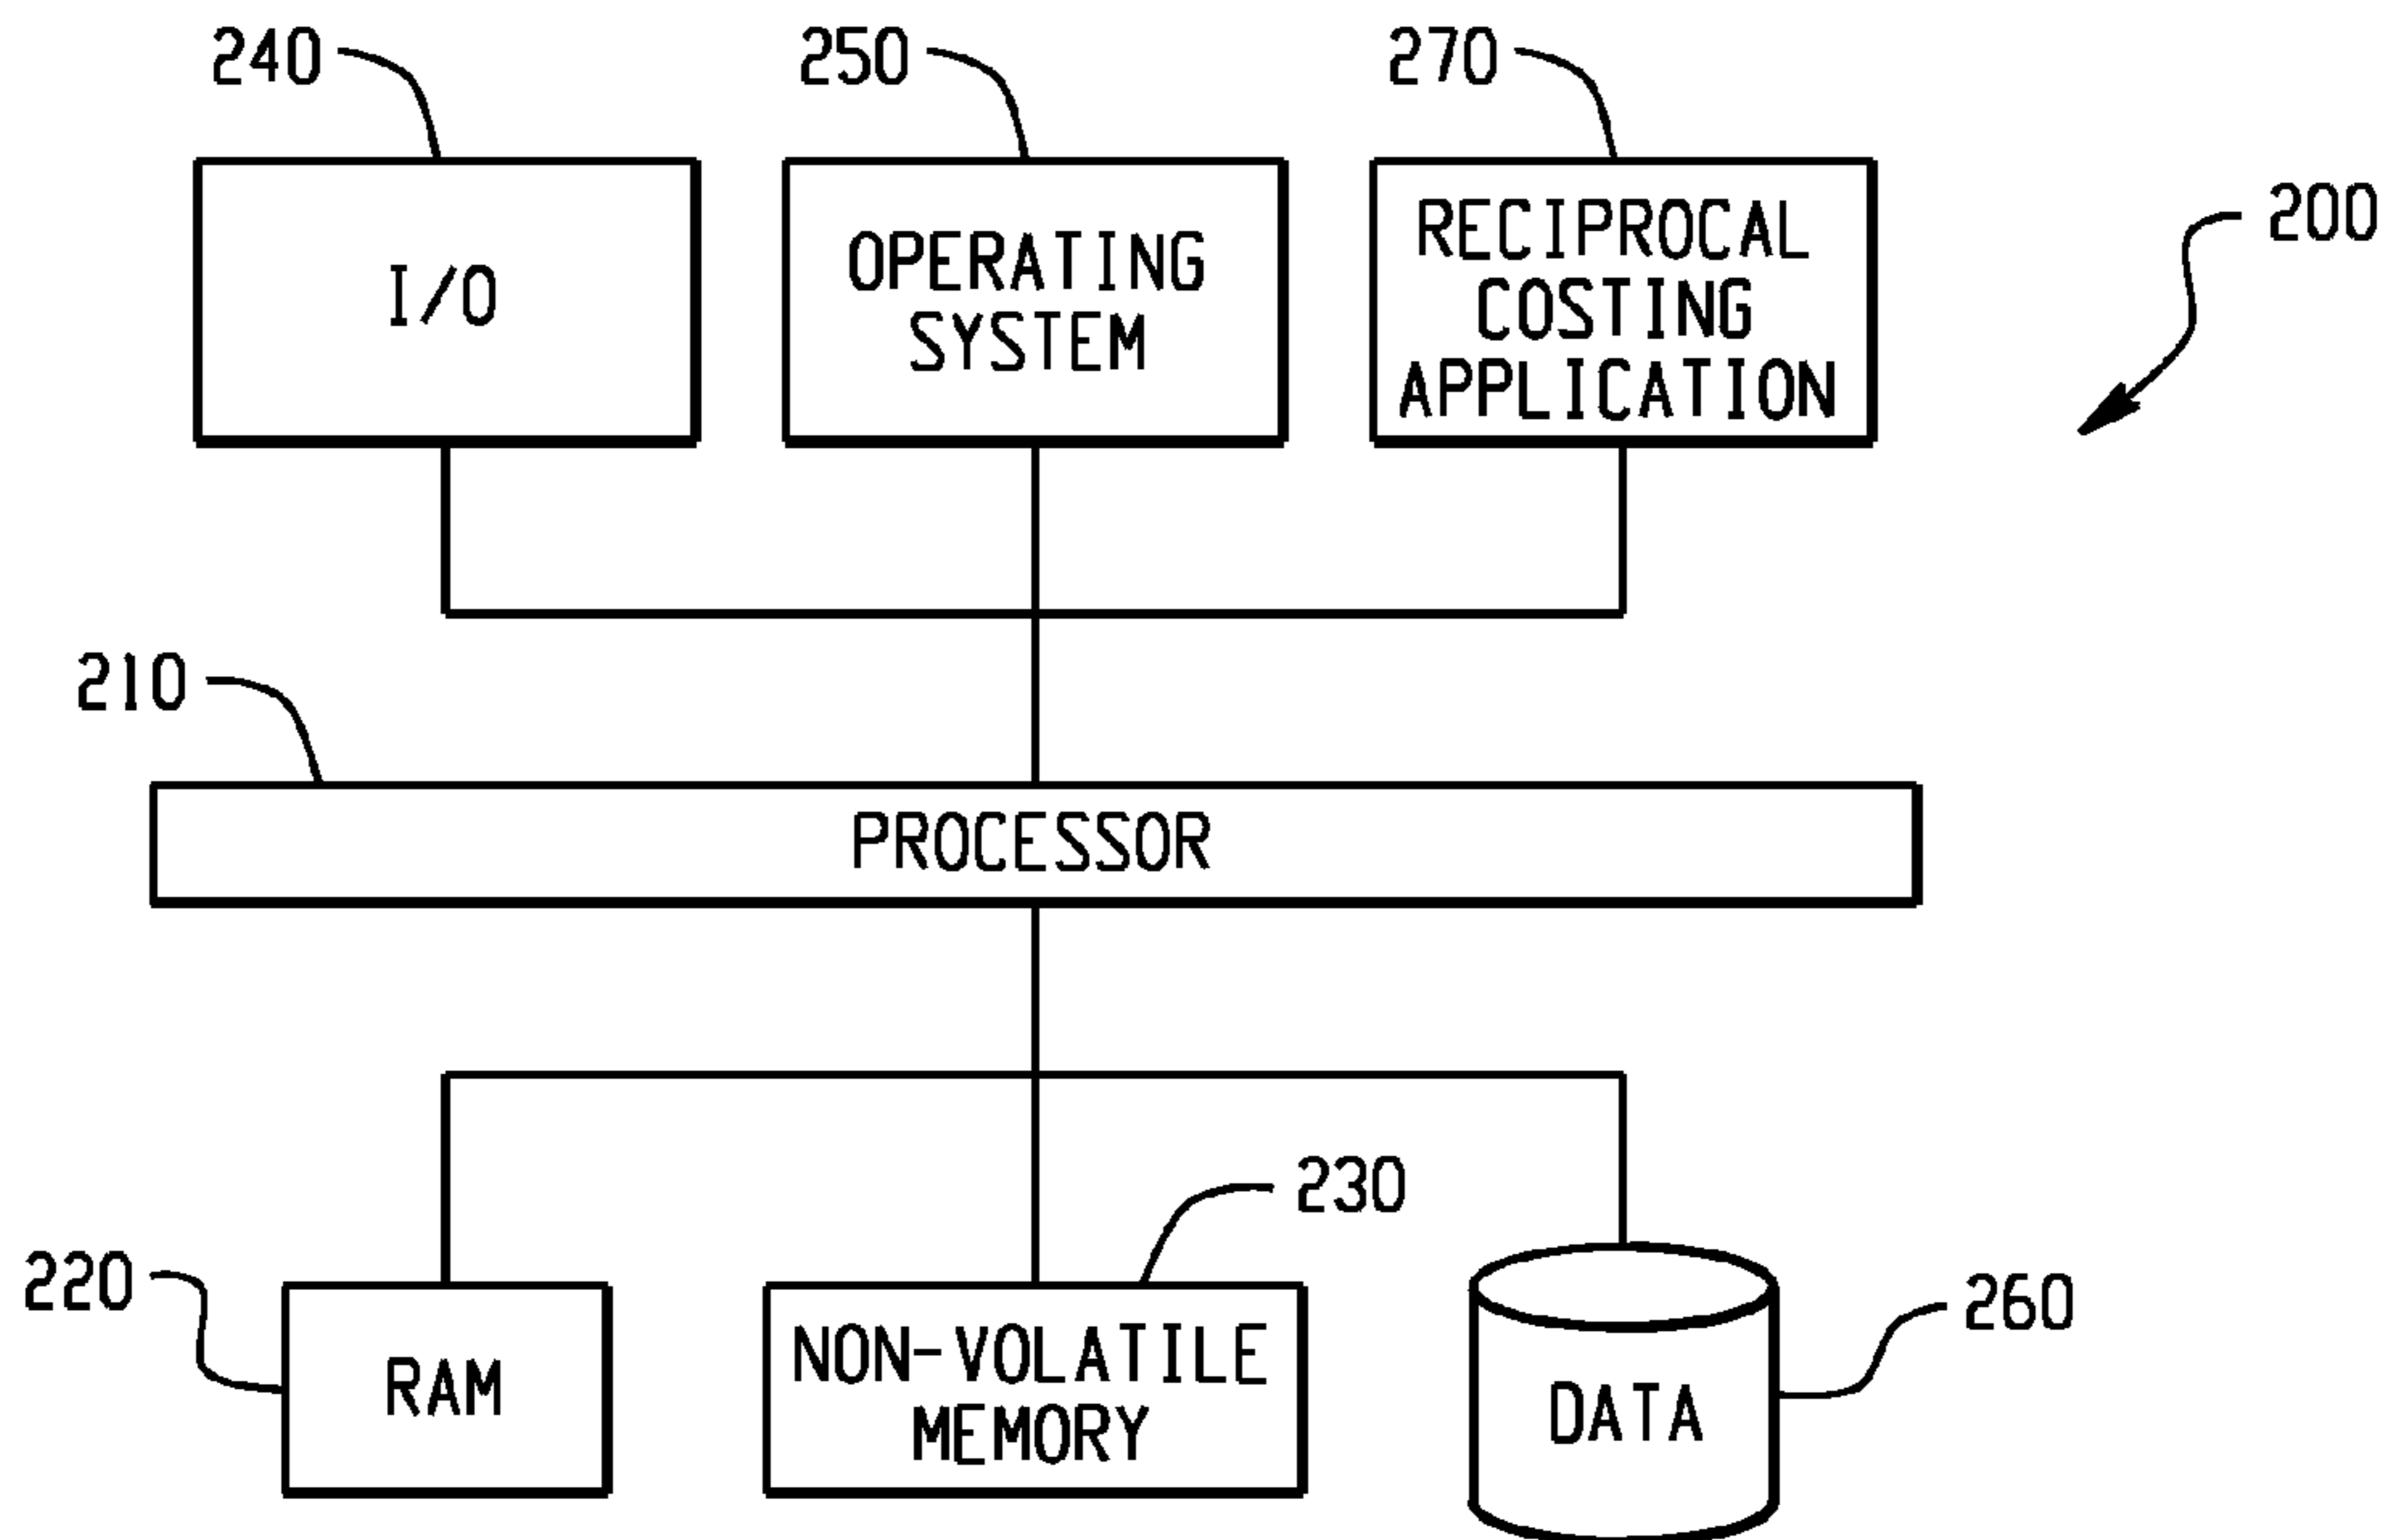 240
250
270
200
I/O
OPERATING
SYSTEM
RECIPROCAL
COSTING
APPLICATION
210
PROCESSOR
230
220
260
RAM
NON-VOLATILE
MEMORY
DATA